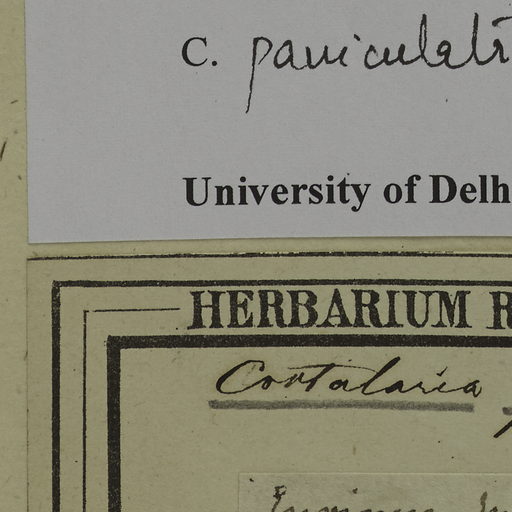 C. paniculat
University of Delh
HERBARIUM R
Crotalaria